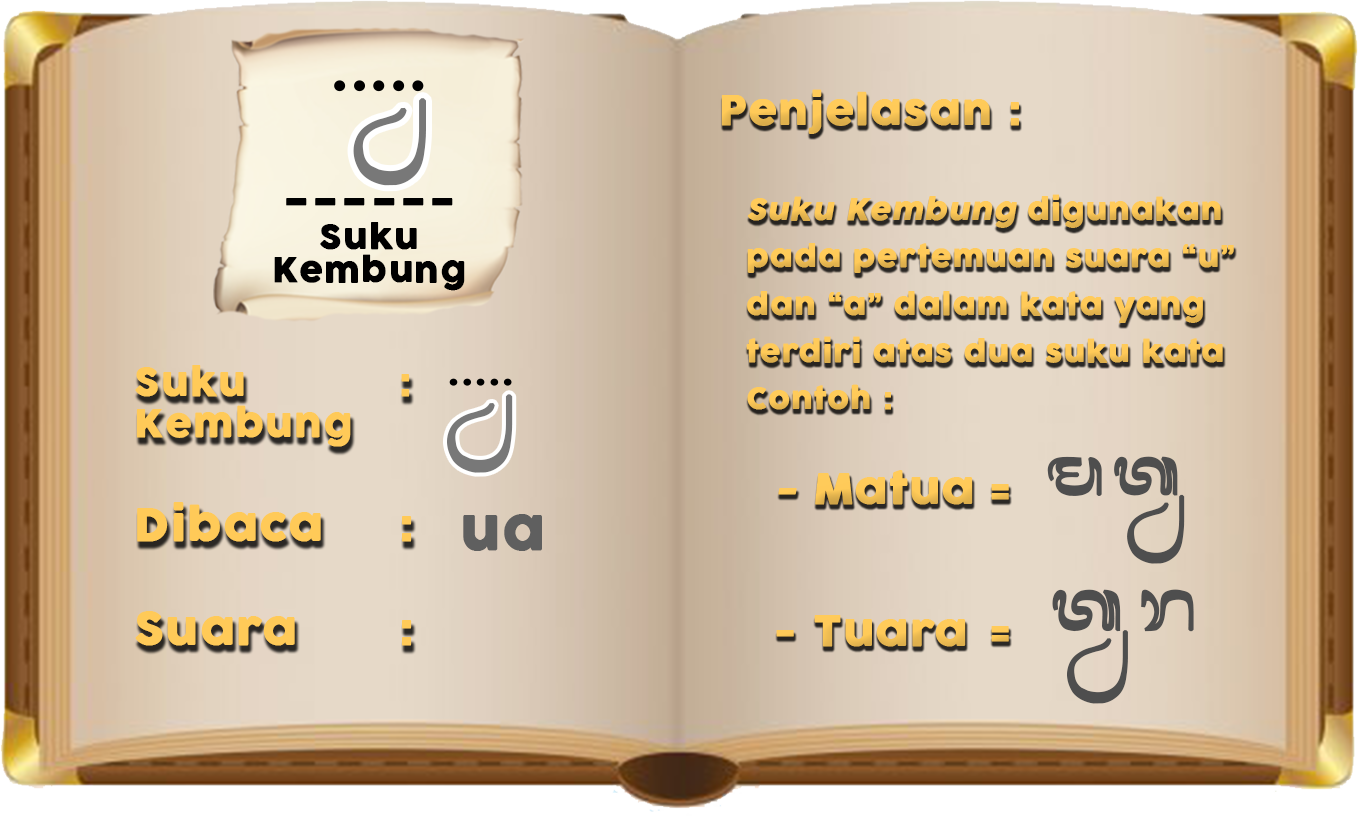 .....
᭄ᬯ
------
Suku
Kembung
Suku
Kembung : .....
᭄ᬯ
Dibaca : ua
Suara :
Penjelasan :
Suku Kembung digunakan
pada pertemuan suara “u”
dan “a” dalam kata yang
terdiri atas dua suku kata
Contoh :
- Matua = ᬫᬢ᭄ᬯ
- Tuara = ᬢ᭄ᬯᬭ